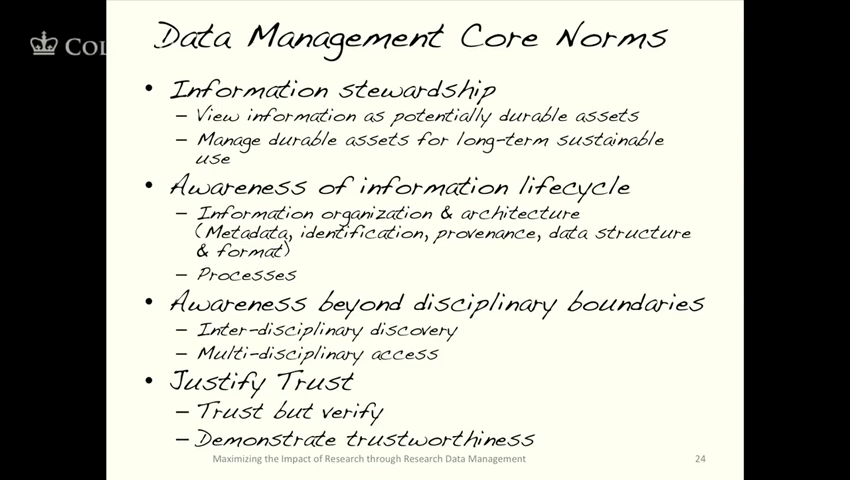 COL
Data Management Core Norms
• Information stewardship
– View information as potentially durable assets
– Manage durable assets for long-term sustainable
use
• Awareness of information lifecycle
– Information organization & architecture
(Metadata, identification, provenance, data structure
& format)
– Processes
• Awareness beyond disciplinary boundaries
– Inter-disciplinary discovery
– Multi-disciplinary access
• Justify Trust
– Trust but verify
– Demonstrate trustworthiness
Maximizing the Impact of Research through Research Data Management 24